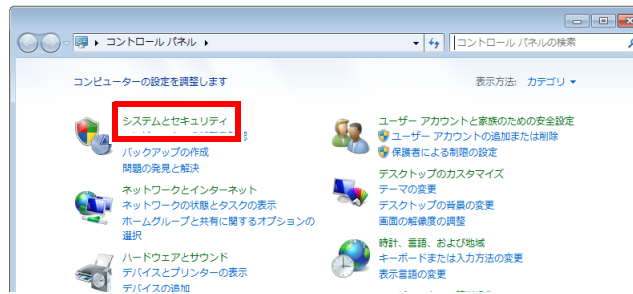 コントロール パネル
コントロール パネルの検索
コンピューターの設定を調整します
表示方法: カテゴリ
システムとセキュリティ
バックアップの作成
問題の発見と解決
ネットワークとインターネット
ネットワークの状態とタスクの表示
ホームグループと共有に関するオプションの
選択
ハードウェアとサウンド
デバイスとプリンターの表示
デバイスの追加
ユーザー アカウントと家族のための安全設定
ユーザー アカウントの追加または削除
保護者による制限の設定
デスクトップのカスタマイズ
テーマの変更
デスクトップの背景の変更
画面の解像度の調整
時計、言語、および地域
キーボードまたは入力方法の変更
表示言語の変更